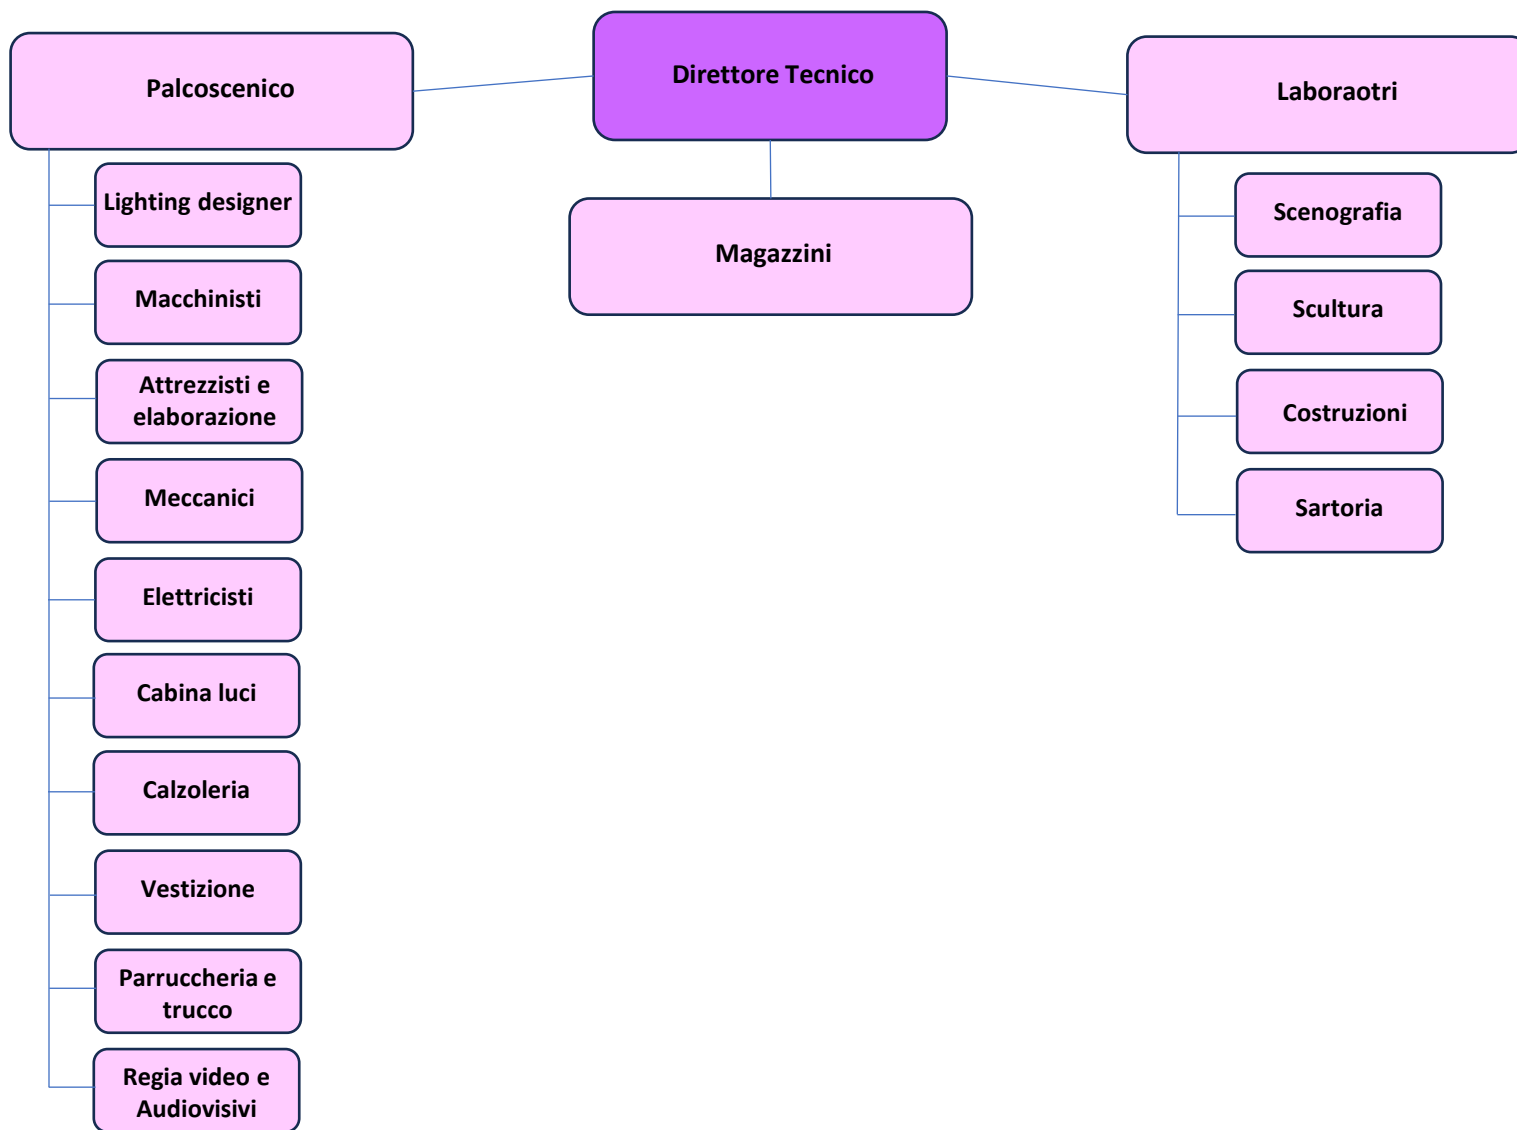 Direttore Tecnico
Palcoscenico
Lighting designer
Macchinisti
Attrezzisti e
elaborazione
Meccanici
Elettricisti
Cabina luci
Calzoleria
Vestizione
Parruccheria e
trucco
Regia video e
Audiovisivi
Magazzini
Laboraotri
Scenografia
Scultura
Costruzioni
Sartoria